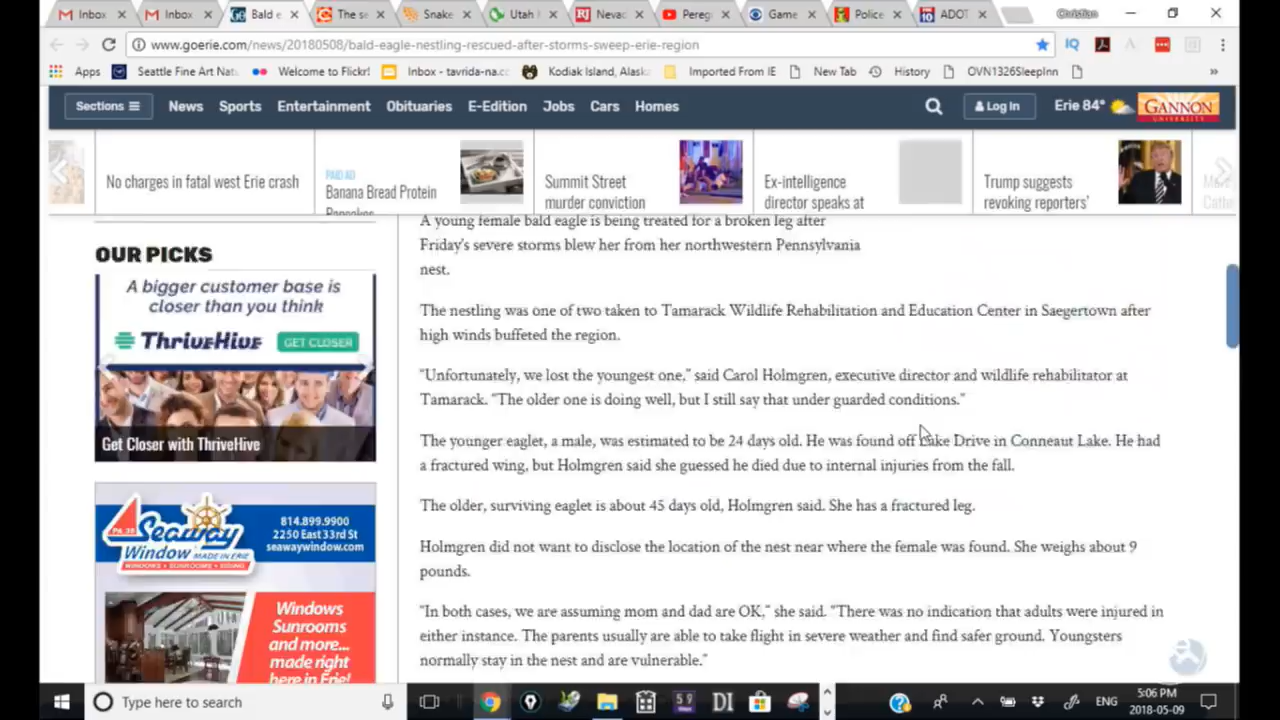 Inbox
Inbox
Bald e
The se
Snake
Utah
Nevac
Pereg
Game
Police
ADOT
Christian
www.goerie.com/news/20180508/bald-eagle-nestling-rescued-after-storms-sweep-erie-region
Apps Seattle Fine Art Nat Welcome to Flickr! Inbox - tavrida-na.c Kodiak Island, Alaska Imported From IE New Tab History OVN1326SleepInn »
Sections News Sports Entertainment Obituaries E-Edition Jobs Cars Homes Log In Erie 84° GANNON
UNIVERSITY
No charges in fatal west Erie crash
PAID AD
Banana Bread Protein
Pancakes
Summit Street
murder conviction
Ex-intelligence
director speaks at
Trump suggests
revoking reporters'
A young female bald eagle is being treated for a broken leg after
Friday's severe storms blew her from her northwestern Pennsylvania
nest.
The nestling was one of two taken to Tamarack Wildlife Rehabilitation and Education Center in Saegertown after
high winds buffeted the region.
"Unfortunately, we lost the youngest one," said Carol Holmgren, executive director and wildlife rehabilitator at
Tamarack. "The older one is doing well, but I still say that under guarded conditions."
The younger eaglet, a male, was estimated to be 24 days old. He was found off Lake Drive in Conneaut Lake. He had
a fractured wing, but Holmgren said she guessed he died due to internal injuries from the fall.
The older, surviving eaglet is about 45 days old, Holmgren said. She has a fractured leg.
Holmgren did not want to disclose the location of the nest near where the female was found. She weighs about 9
pounds.
"In both cases, we are assuming mom and dad are OK," she said. "There was no indication that adults were injured in
either instance. The parents usually are able to take flight in severe weather and find safer ground. Youngsters
normally stay in the nest and are vulnerable."
OUR PICKS
A bigger customer base is
closer than you think
ThriveHive GET CLOSER
Get Closer with ThriveHive
Seaway
Window MADE IN ERIE
WINDOWS • SUNROOMS • SIDING
814.899.9900
2250 East 33rd St
seawaywindow.com
Windows
Sunrooms
and more...
made right
here in Erie!
Type here to search
DI
ENG
5:06 PM
2018-05-09